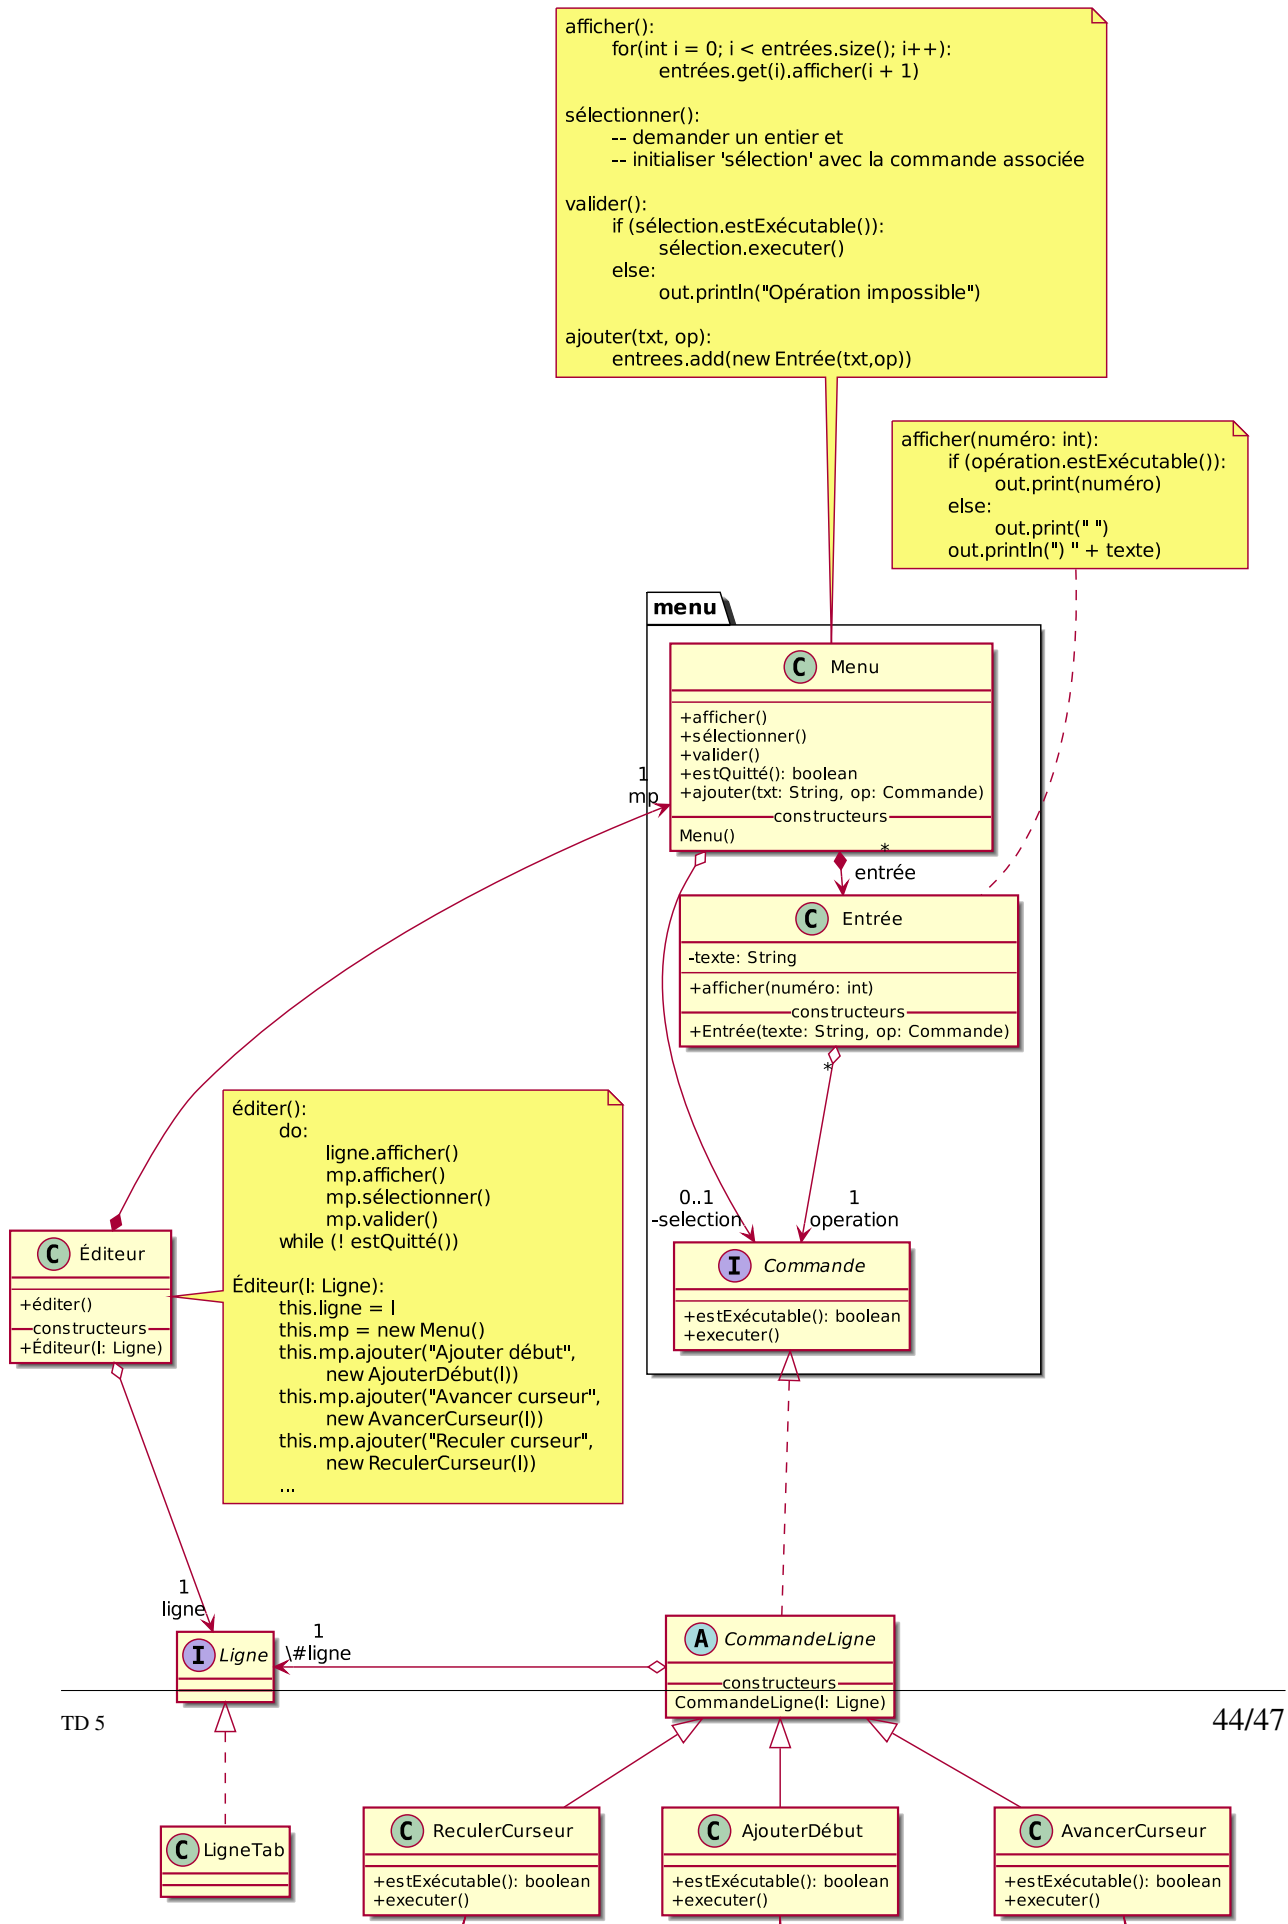 afficher():
for(int i = 0; i < entrées.size(); i++):
entrées.get(i).afficher(i + 1)
sélectionner():
-- demander un entier et
-- initialiser 'sélection' avec la commande associée
valider():
if (sélection.estExécutable()):
sélection.executer()
else:
out.println("Opération impossible")
ajouter(txt, op):
entrees.add(new Entrée(txt,op))
afficher(numéro: int):
if (opération.estExécutable()):
out.print(numéro)
else:
out.print(" ")
out.println(") " + texte)
menu
C Menu
+afficher()
+sélectionner()
+valider()
+estQuitté(): boolean
+ajouter(txt: String, op: Commande)
constructeurs
Menu()
1
mp
*
entrée
C Entrée
-texte: String
+afficher(numéro: int)
constructeurs
+Entrée(texte: String, op: Commande)
*
éditer():
do:
ligne.afficher()
mp.afficher()
mp.sélectionner()
mp.valider()
while (! estQuitté())
Éditeur(l: Ligne):
this.ligne = l
this.mp = new Menu()
this.mp.ajouter("Ajouter début",
new AjouterDébut(l))
this.mp.ajouter("Avancer curseur",
new AvancerCurseur(l))
this.mp.ajouter("Reculer curseur",
new ReculerCurseur(l))
...
0..1
-selection
1
operation
C Éditeur
+éditer()
constructeurs
+Éditeur(l: Ligne)
I Commande
+estExécutable(): boolean
+executer()
1
ligne
1
\#ligne
I Ligne
A CommandeLigne
constructeurs
CommandeLigne(l: Ligne)
TD 5
44/47
C LigneTab
C ReculerCurseur
+estExécutable(): boolean
+executer()
C AjouterDébut
+estExécutable(): boolean
+executer()
C AvancerCurseur
+estExécutable(): boolean
+executer()